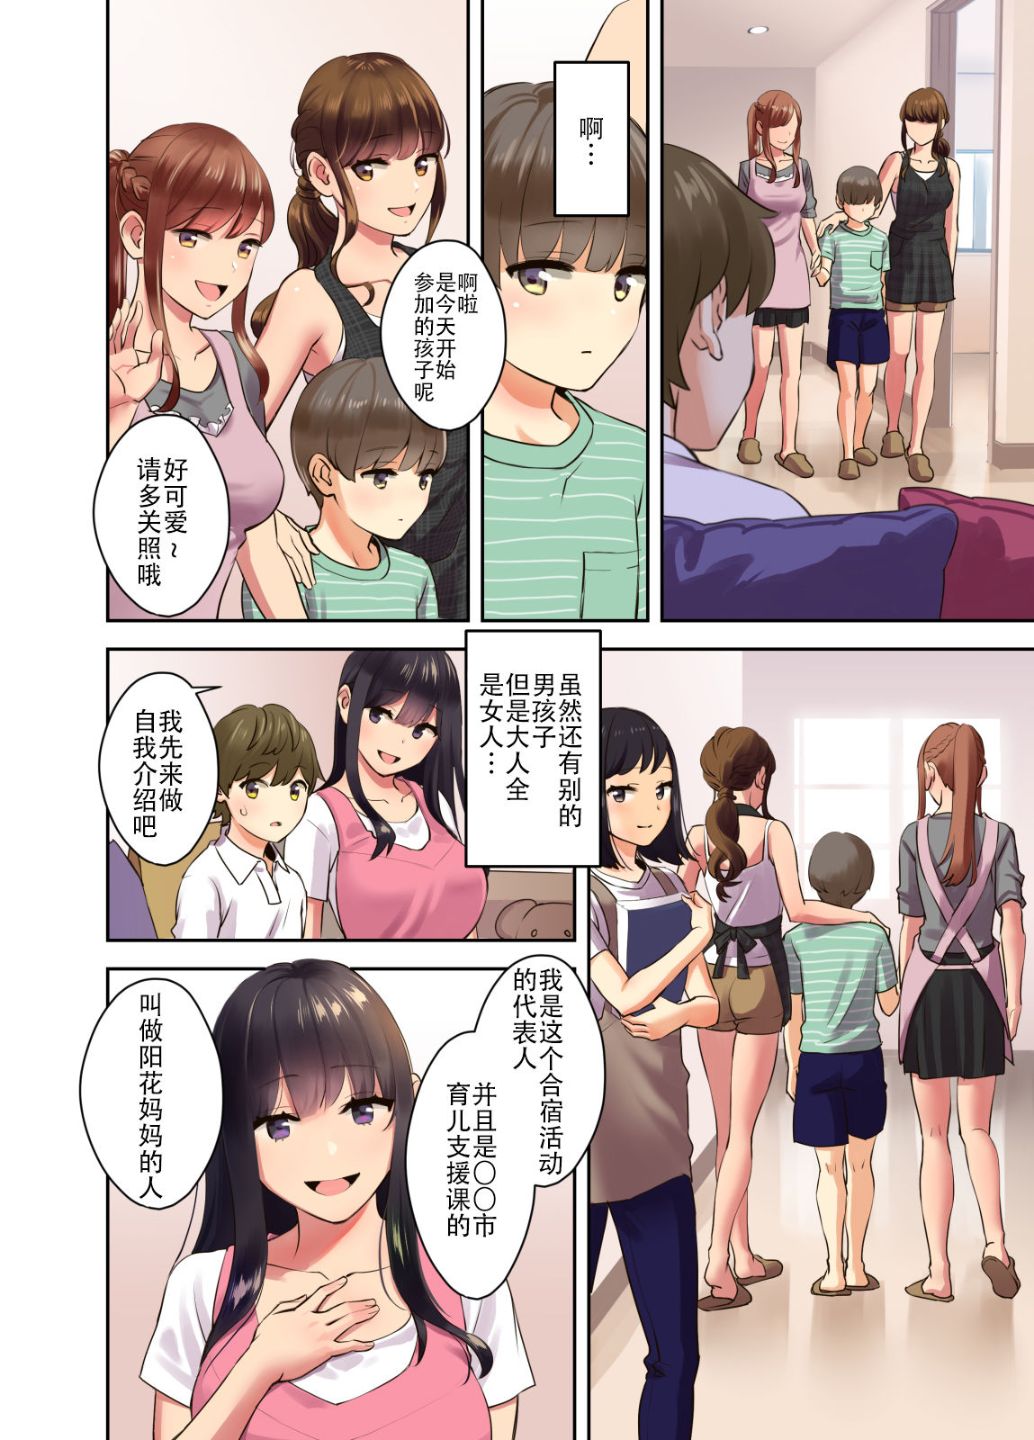 啊…
啊啦
是今天开始
参加的孩子呢
好可爱~
请多关照哦
虽然还有别的
男孩子
但是大人全
是女人…
我先来做
自我介绍吧
我是这个合宿活动
的代表人
并且是〇〇市
育儿支援课的
叫做阳花妈妈的人